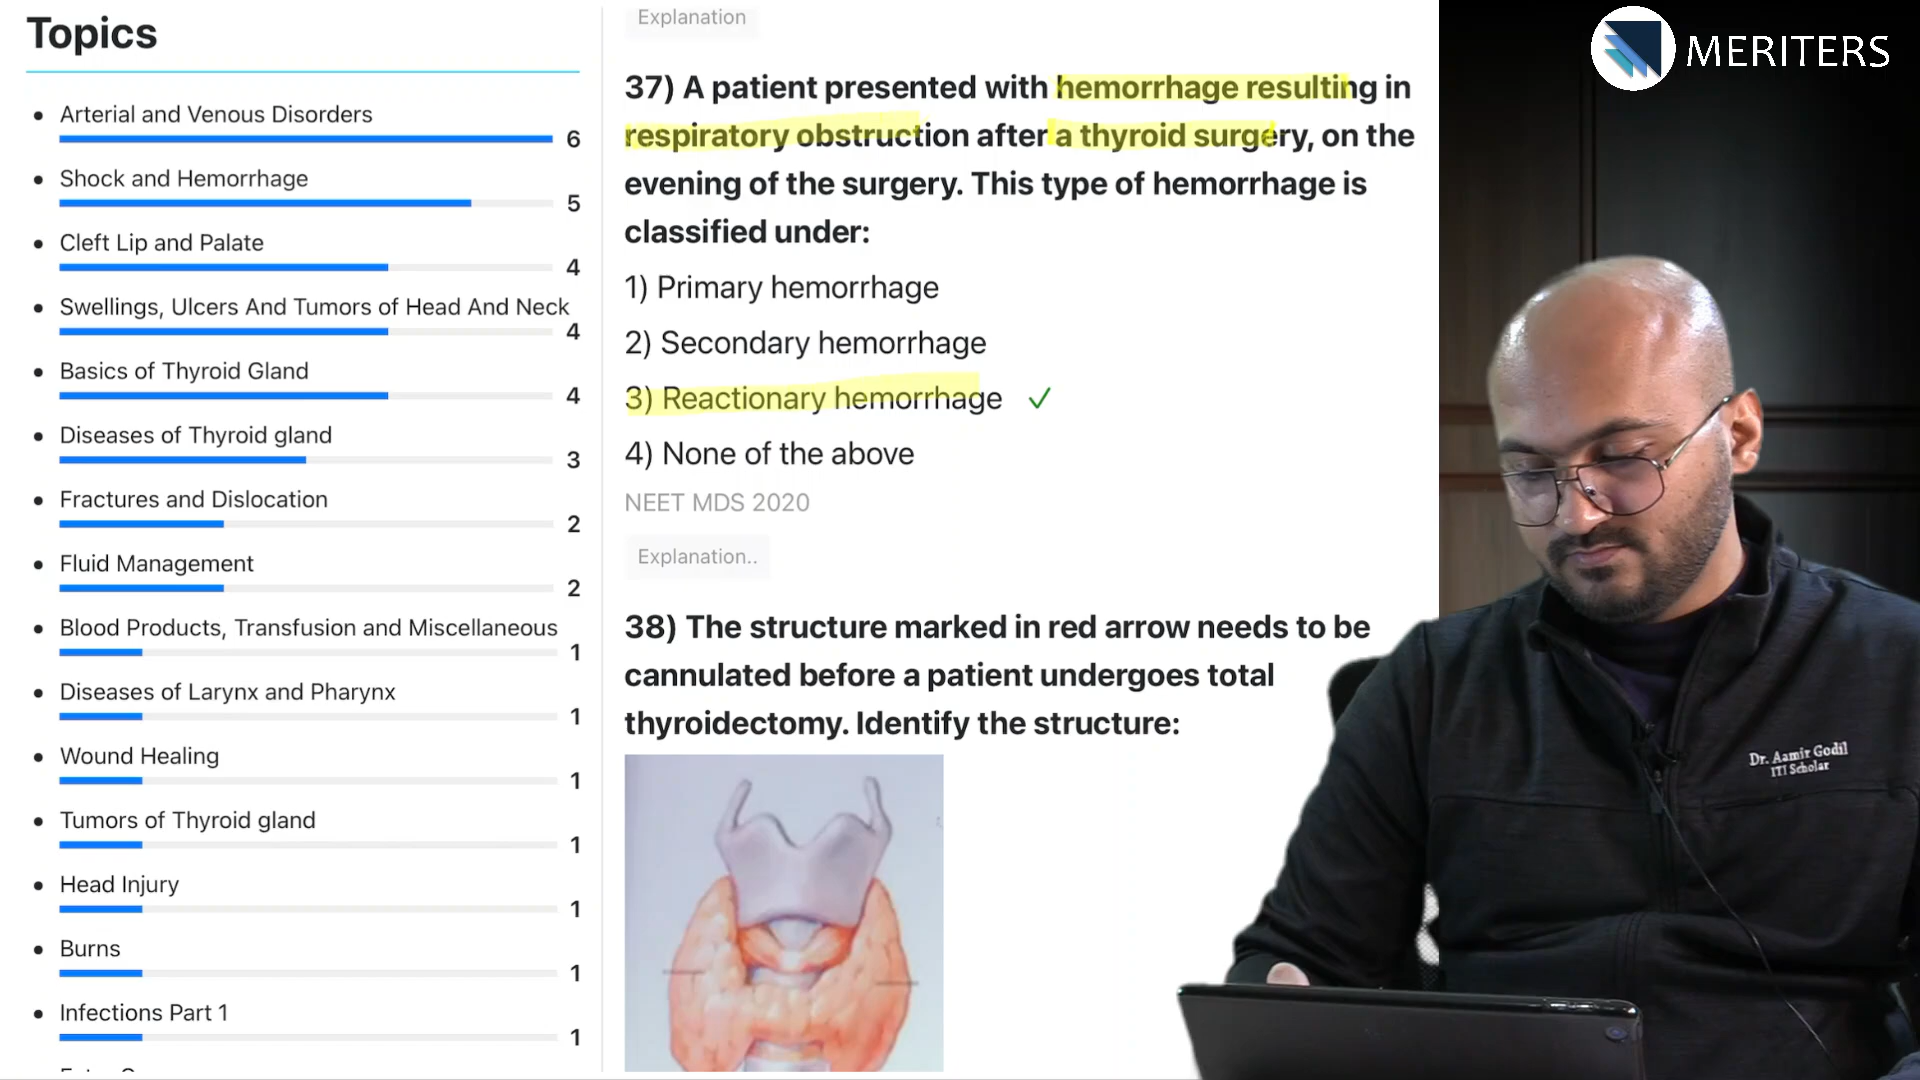 Topics
Arterial and Venous Disorders
6
Shock and Hemorrhage
5
Cleft Lip and Palate
4
Swellings, Ulcers And Tumors of Head And Neck
4
Basics of Thyroid Gland
4
Diseases of Thyroid gland
3
Fractures and Dislocation
2
Fluid Management
2
Blood Products, Transfusion and Miscellaneous
1
Diseases of Larynx and Pharynx
1
Wound Healing
1
Tumors of Thyroid gland
1
Head Injury
1
Burns
1
Infections Part 1
1
Explanation
37) A patient presented with hemorrhage resulting in
respiratory obstruction after a thyroid surgery, on the
evening of the surgery. This type of hemorrhage is
classified under:
1) Primary hemorrhage
2) Secondary hemorrhage
3) Reactionary hemorrhage ✓
4) None of the above
NEET MDS 2020
Explanation..
38) The structure marked in red arrow needs to be
cannulated before a patient undergoes total
thyroidectomy. Identify the structure:
MERITERS
Dr. Aamir Godil
ITI Scholar